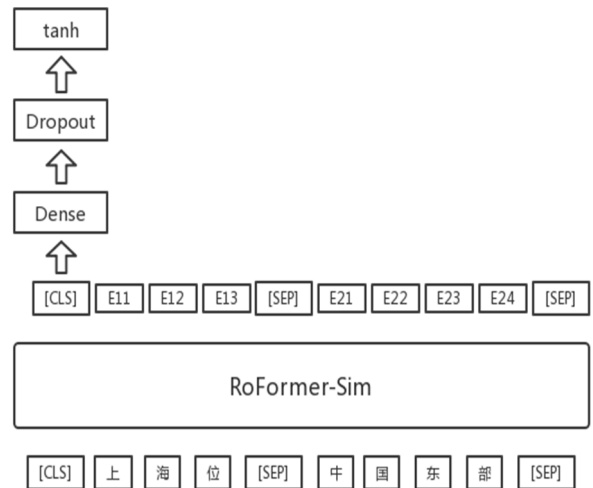 tanh
Dropout
Dense
[CLS] E11 E12 E13 [SEP] E21 E22 E23 E24 [SEP]
RoFormer-Sim
[CLS] 上 海 位 [SEP] 中 国 东 部 [SEP]